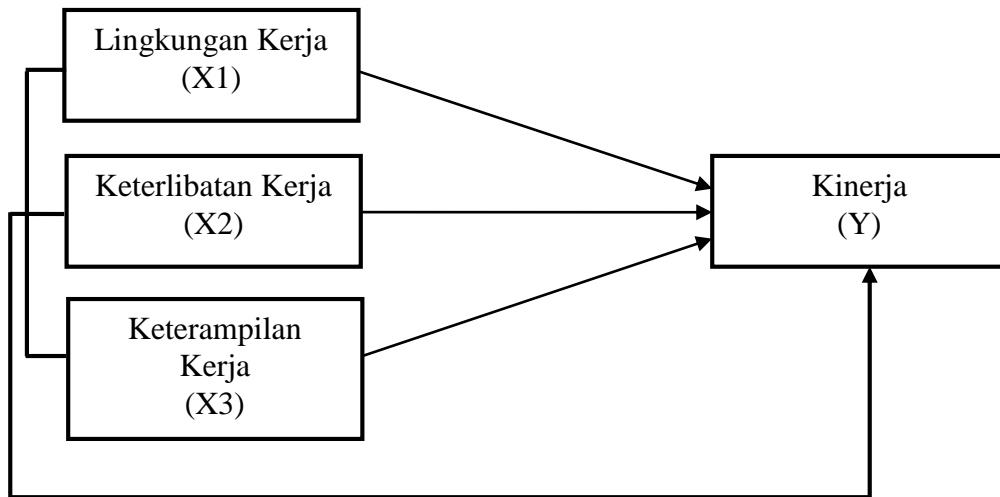 Lingkungan Kerja
(X1)
Keterlibatan Kerja
(X2)
Keterampilan
Kerja
(X3)
Kinerja
(Y)